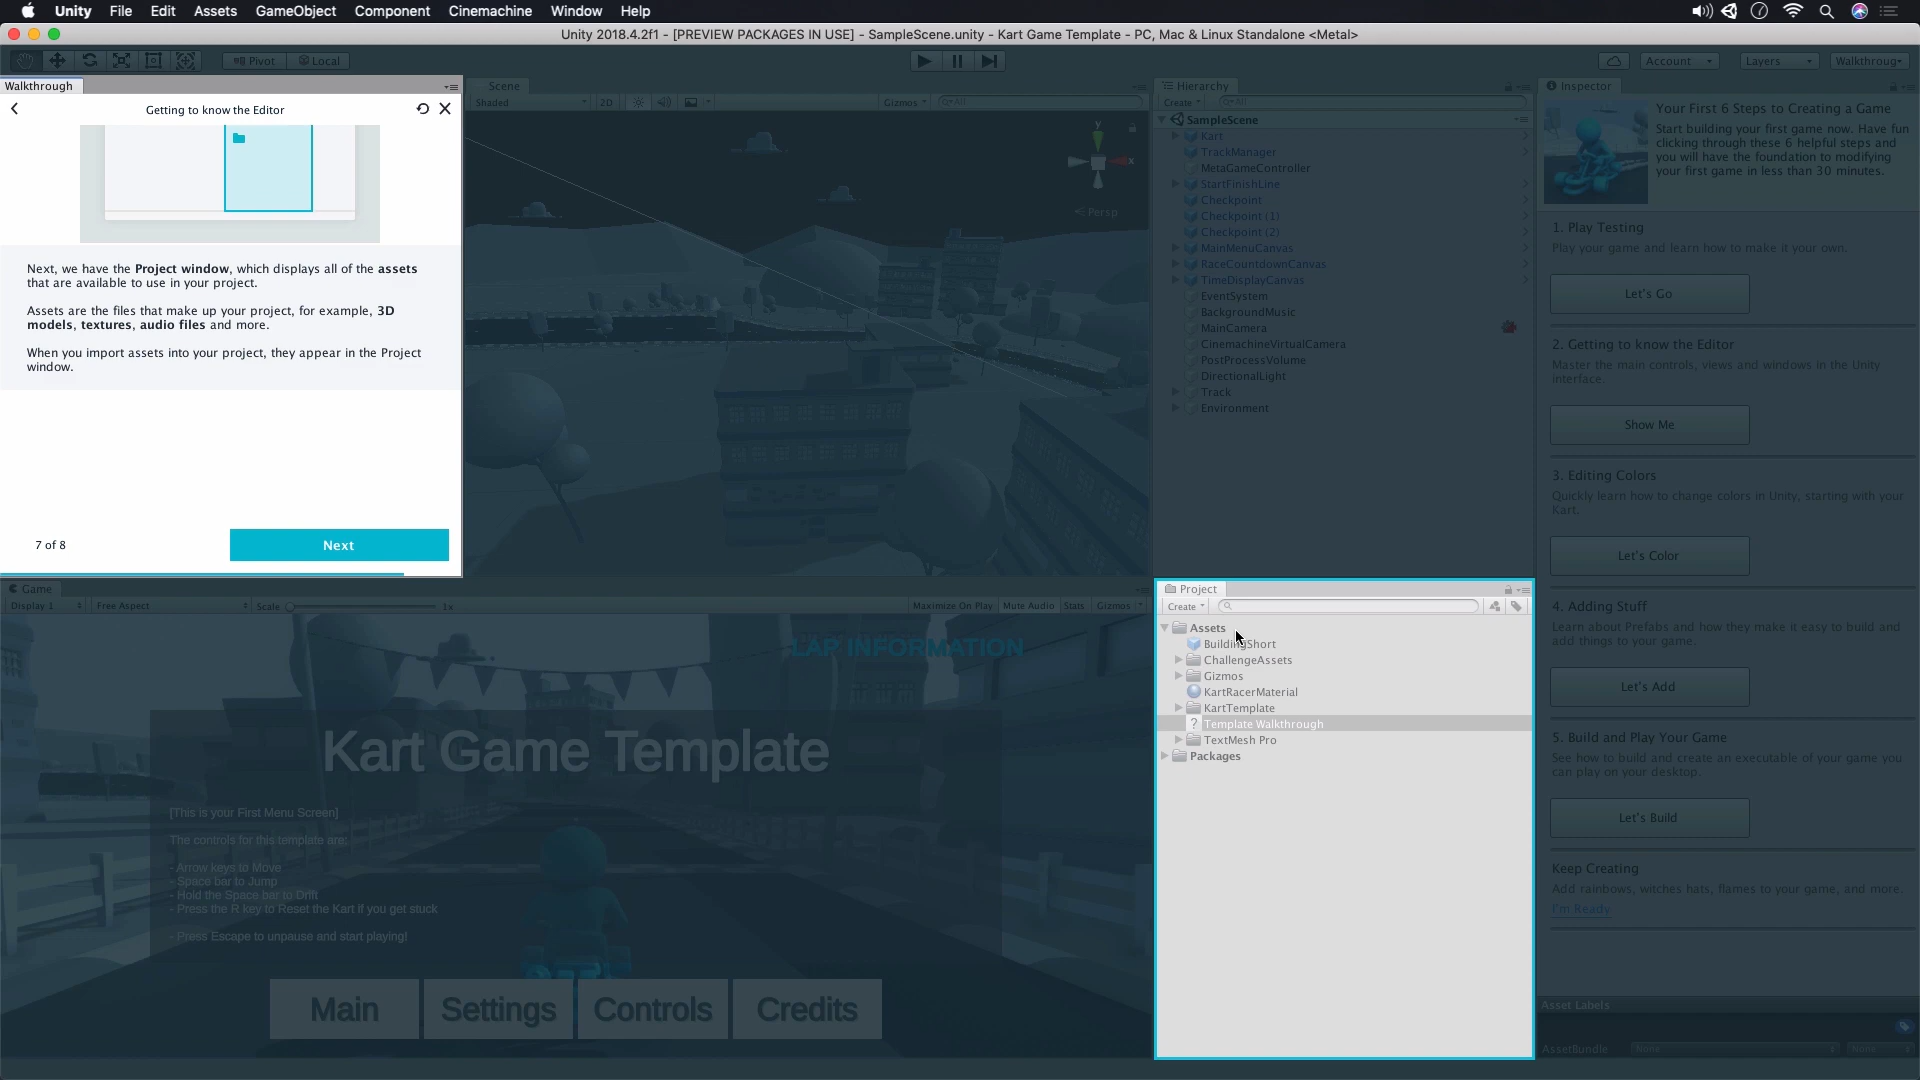 Unity File Edit Assets GameObject Component Cinemachine Window Help
Unity 2018.4.2f1 - [PREVIEW PACKAGES IN USE] - SampleScene.unity - Kart Game Template - PC, Mac & Linux Standalone <Metal>
Pivot Local Account Layers Walkthroug
Walkthrough
Getting to know the Editor
Next, we have the Project window, which displays all of the assets
that are available to use in your project.
Assets are the files that make up your project, for example, 3D
models, textures, audio files and more.
When you import assets into your project, they appear in the Project
window.
7 of 8
Next
Scene
Shaded 2D Gizmos All
y
x
Persp
Hierarchy
Create All
SampleScene
Kart
TrackManager
MetaGameController
StartFinishLine
Checkpoint
Checkpoint (1)
Checkpoint (2)
MainMenuCanvas
RaceCountdownCanvas
TimeDisplayCanvas
EventSystem
BackgroundMusic
MainCamera
CinemachineVirtualCamera
PostProcessVolume
DirectionalLight
Track
Environment
Inspector
Your First 6 Steps to Creating a Game
Start building your first game now. Have fun
clicking through these 6 helpful steps and
you will have the foundation to modifying
your first game in less than 30 minutes.
1. Play Testing
Play your game and learn how to make it your own.
Let's Go
2. Getting to know the Editor
Master the main controls, views and windows in the Unity
interface.
Show Me
3. Editing Colors
Quickly learn how to change colors in Unity, starting with your
Kart.
Let's Color
4. Adding Stuff
Learn about Prefabs and how they make it easy to build and
add things to your game.
Let's Add
5. Build and Play Your Game
See how to build and create an executable of your game you
can play on your desktop.
Let's Build
Keep Creating
Add rainbows, witches hats, flames to your game, and more.
I'm Ready
Asset Labels
AssetBundle None None
Game
Display 1 Free Aspect Scale 1x Maximize On Play Mute Audio Stats Gizmos
LAP INFORMATION
Kart Game Template
[This is your First Menu Screen]
The controls for this template are:
- Arrow keys to Move
- Space bar to Jump
- Hold the Space bar to Drift
- Press the R key to Reset the Kart if you get stuck
- Press Escape to unpause and start playing!
Main Settings Controls Credits
Project
Create
Assets
BuildingShort
ChallengeAssets
Gizmos
KartRacerMaterial
KartTemplate
Template Walkthrough
TextMesh Pro
Packages